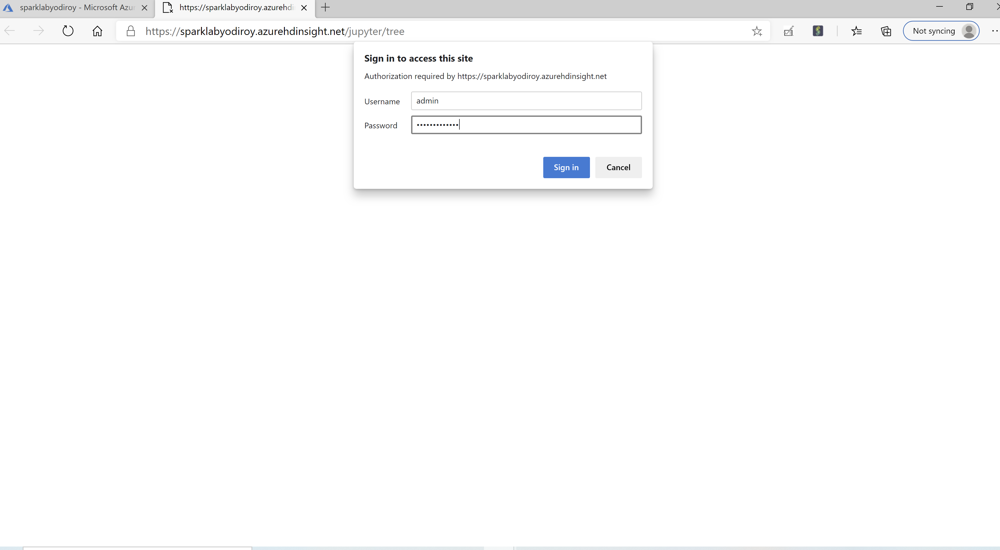 sparklabyodiroy - Microsoft Azur
https://sparklabyodiroy.azurehdi
https://sparklabyodiroy.azurehdinsight.net/jupyter/tree
Not syncing
Sign in to access this site
Authorization required by https://sparklabyodiroy.azurehdinsight.net
Username
admin
Password
•••••••••••••
Sign in
Cancel